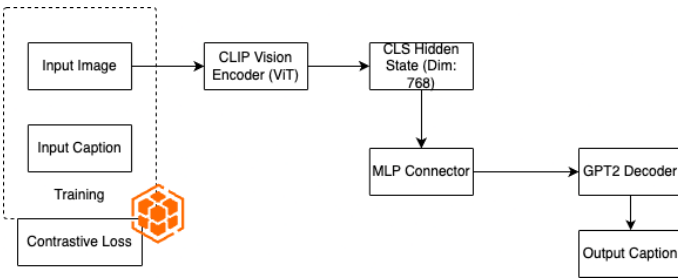 Input Image
CLIP Vision
Encoder (ViT)
CLS Hidden
State (Dim:
768)
Input Caption
MLP Connector
GPT2 Decoder
Training
Contrastive Loss
Output Caption